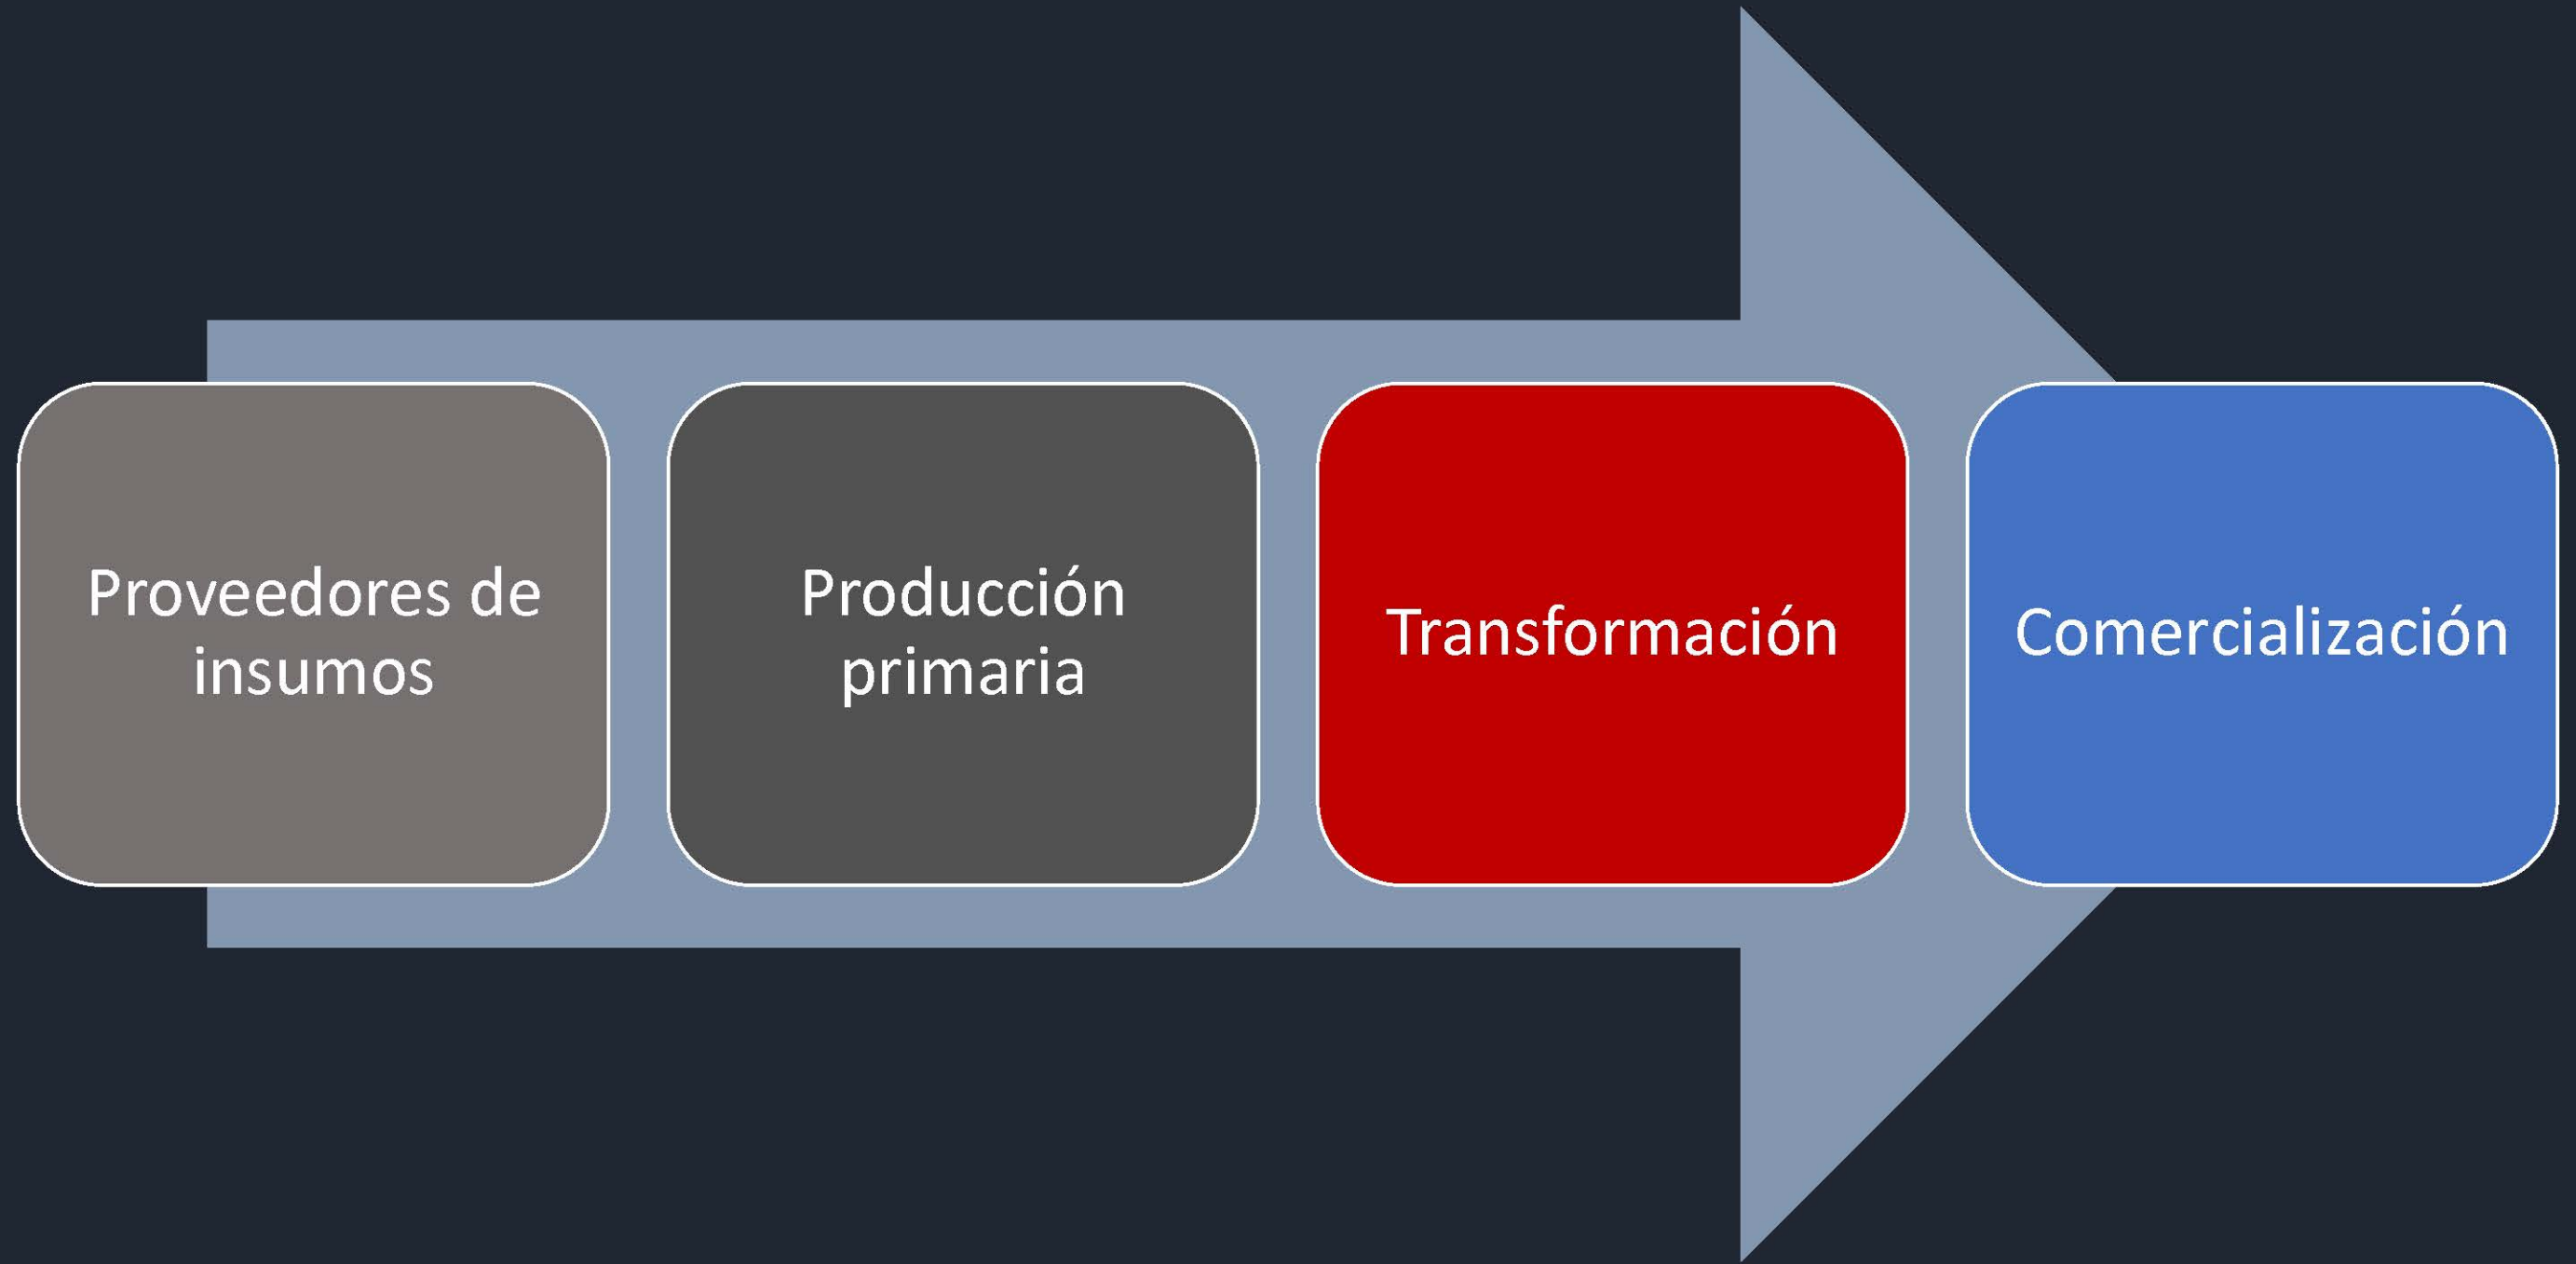 Proveedores de
insumos
Producción
primaria
Transformación
Comercialización